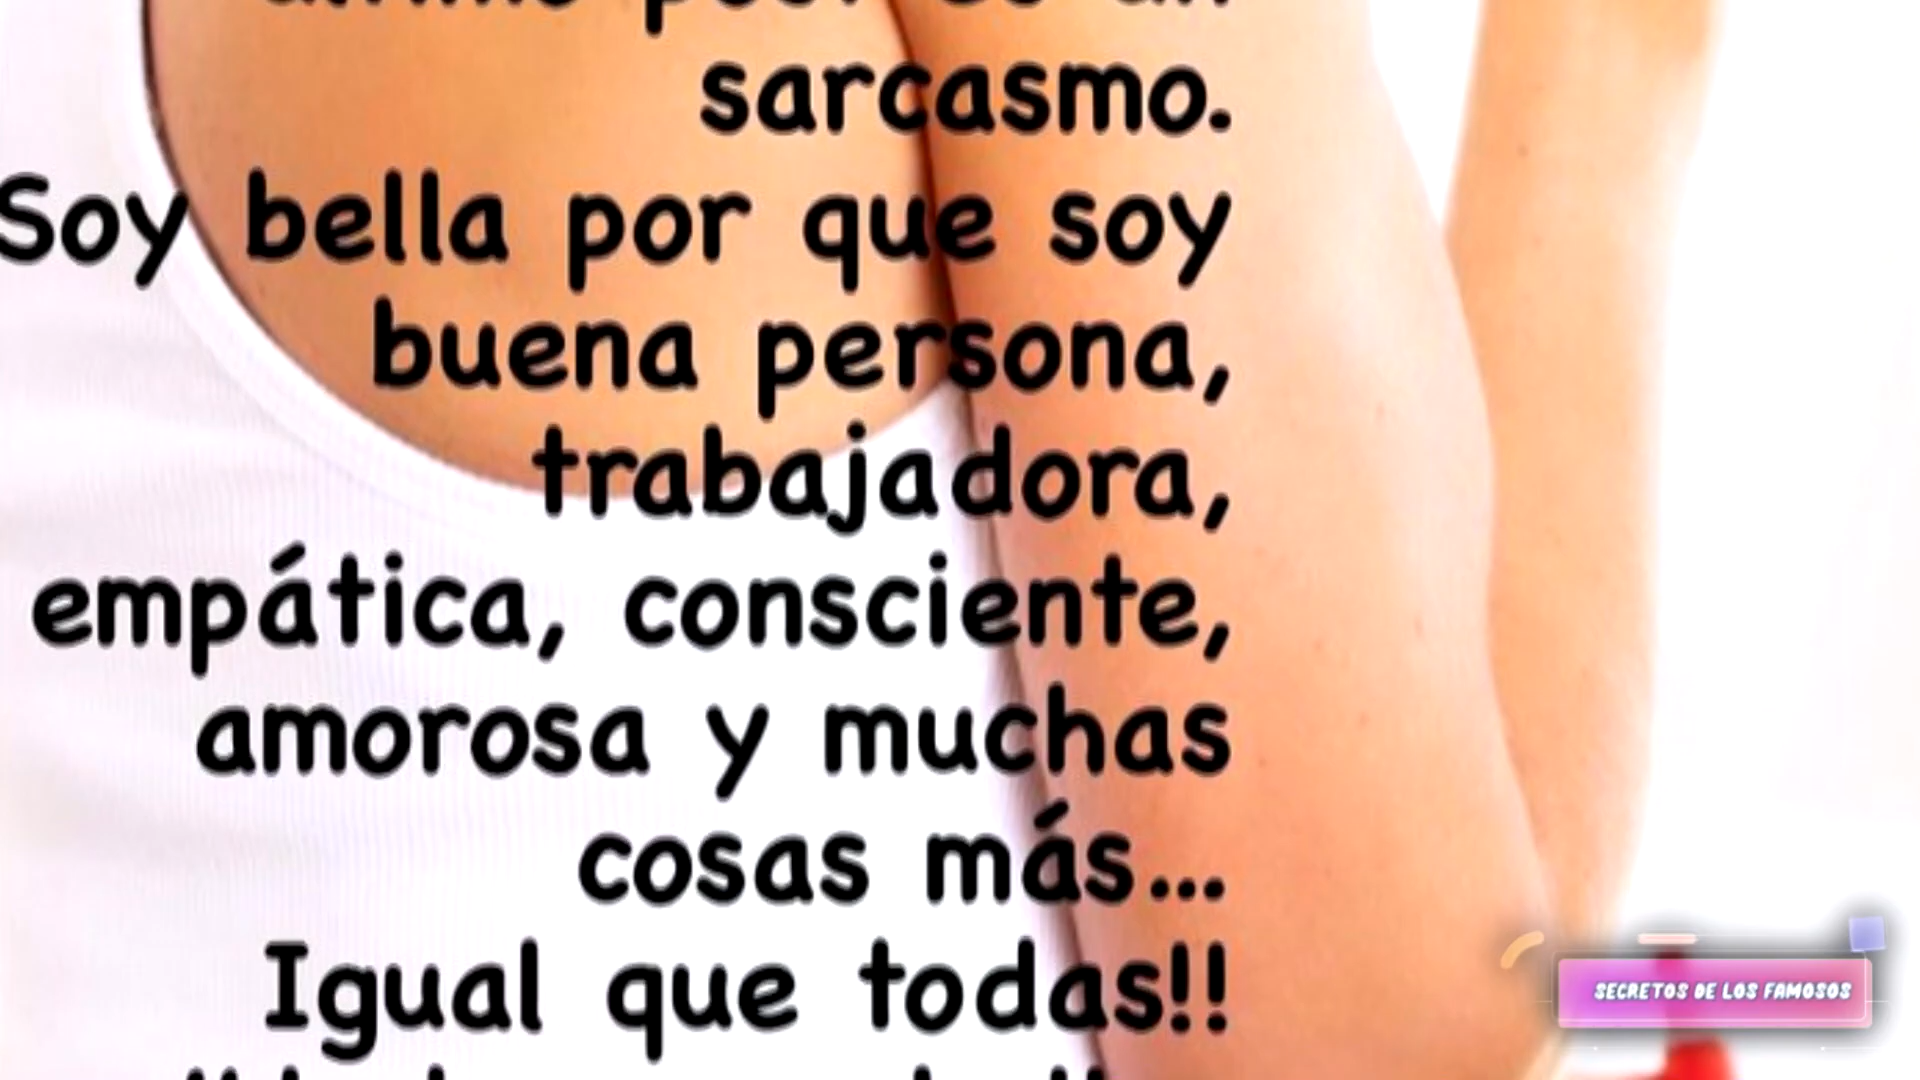 sarcasmo.
Soy bella por que soy
buena persona,
trabajadora,
empática, consciente,
amorosa y muchas
cosas más...
Igual que todas!!
SECRETOS DE LOS FAMOSOS